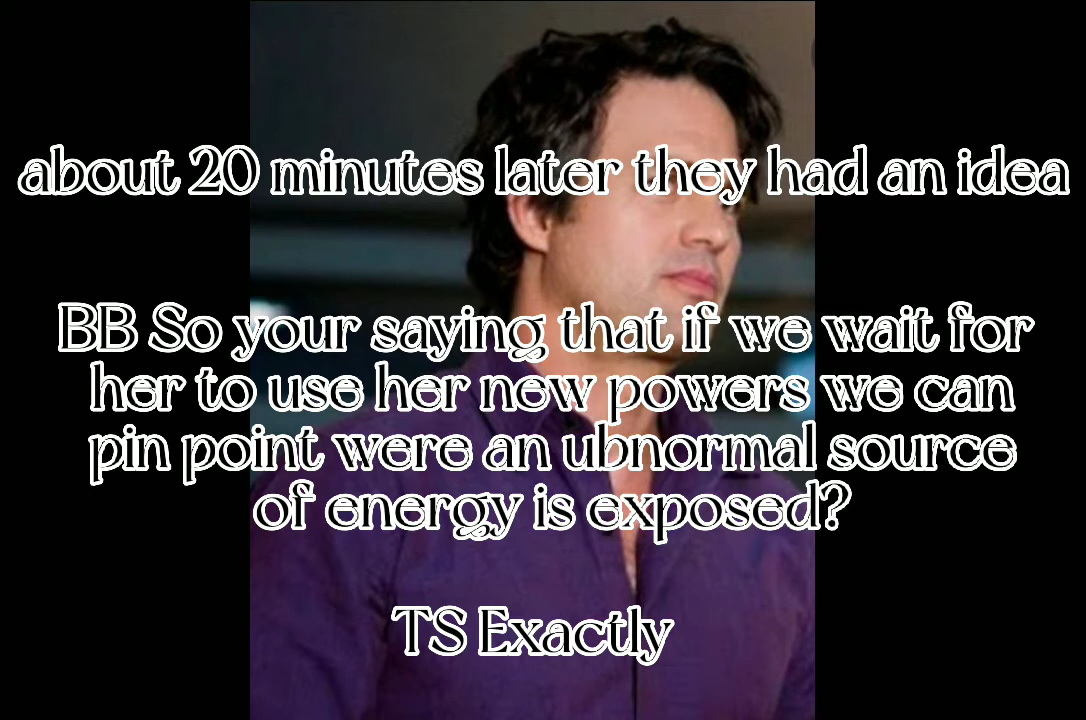 about 20 minutes later they had an idea
BB So your saying that if we wait for
her to use her new powers we can
pin point were an ubnormal source
of energy is exposed?
TS Exactly